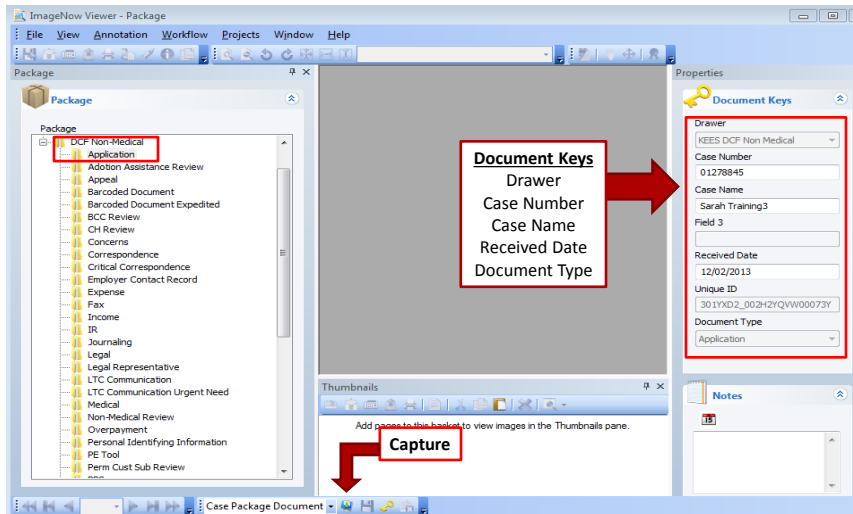 ImageNow Viewer - Package
File View Annotation Workflow Projects Window Help
Package
Package
Package
DCF Non-Medical
Application
Adotion Assistance Review
Appeal
Barcoded Document
Barcoded Document Expedited
BCC Review
CH Review
Concerns
Correspondence
Critical Correspondence
Employer Contact Record
Expense
Fax
Income
IR
Journaling
Legal
Legal Representative
LTC Communication
LTC Communication Urgent Need
Medical
Non-Medical Review
Overpayment
Personal Identifying Information
PE Tool
Perm Cust Sub Review
Document Keys
Drawer
Case Number
Case Name
Received Date
Document Type
Thumbnails
Add pages to this basket to view images in the Thumbnails pane.
Capture
Properties
Document Keys
Drawer
KEES DCF Non Medical
Case Number
01278845
Case Name
Sarah Training3
Field 3
Received Date
12/02/2013
Unique ID
301YXD2_002H2YQVW00073Y
Document Type
Application
Notes
15
Case Package Document